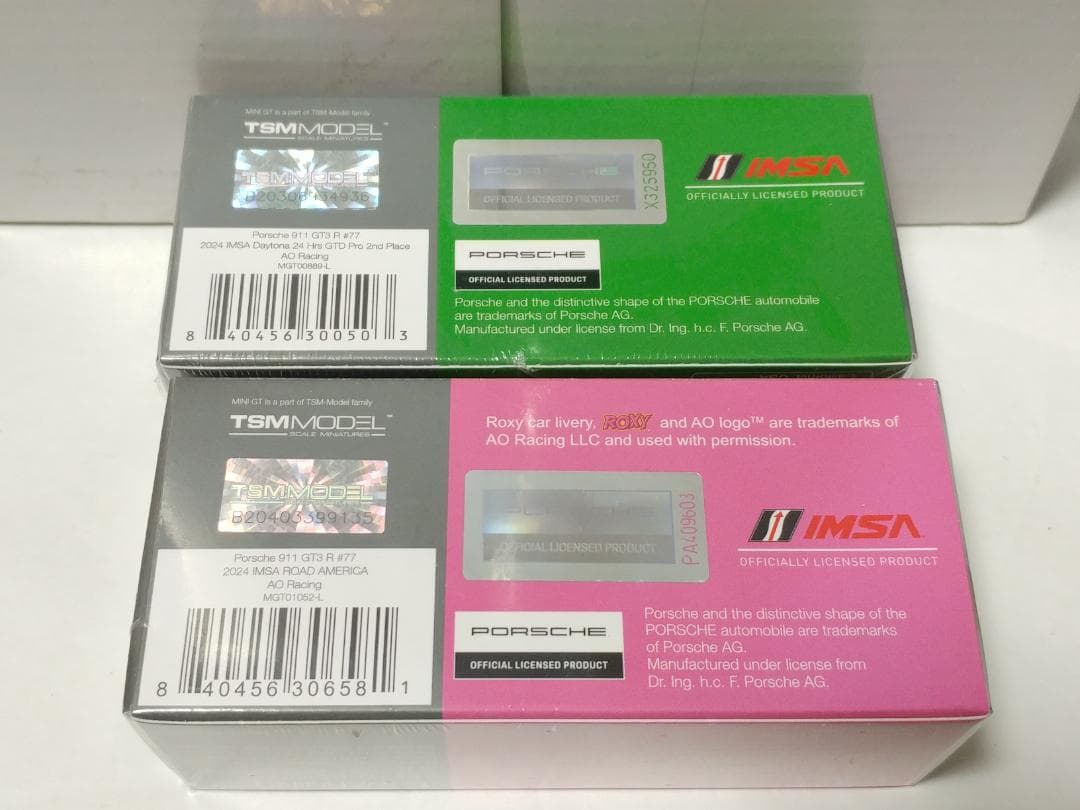 MINI GT is a part of TSM-Model family
TSMMODEL™
SCALE MINIATURES
TSMMODEL
PORSCHE
OFFICIAL LICENSED PRODUCT
X325950
IMSA
OFFICIALLY LICENSED PRODUCT
Porsche 911 GT3 R #77
2024 IMSA Daytona 24 Hrs GTD Pro 2nd Place
AO Racing
MGT00889-L
8 40456 30050 3
PORSCHE
OFFICIAL LICENSED PRODUCT
Porsche and the distinctive shape of the PORSCHE automobile
are trademarks of Porsche AG.
Manufactured under license from Dr. Ing. h.c. F. Porsche AG.
MINI GT is a part of TSM-Model family
TSMMODEL™
SCALE MINIATURES
TSMMODEL
B20403399135
Roxy car livery, ROXY and AO logo™ are trademarks of
AO Racing LLC and used with permission.
OFFICIAL LICENSED PRODUCT
PA409603
IMSA
OFFICIALLY LICENSED PRODUCT
Porsche 911 GT3 R #77
2024 IMSA ROAD AMERICA
AO Racing
MGT01052-L
8 40456 30658 1
PORSCHE
OFFICIAL LICENSED PRODUCT
Porsche and the distinctive shape of the
PORSCHE automobile are trademarks
of Porsche AG.
Manufactured under license from
Dr. Ing. h.c. F. Porsche AG.